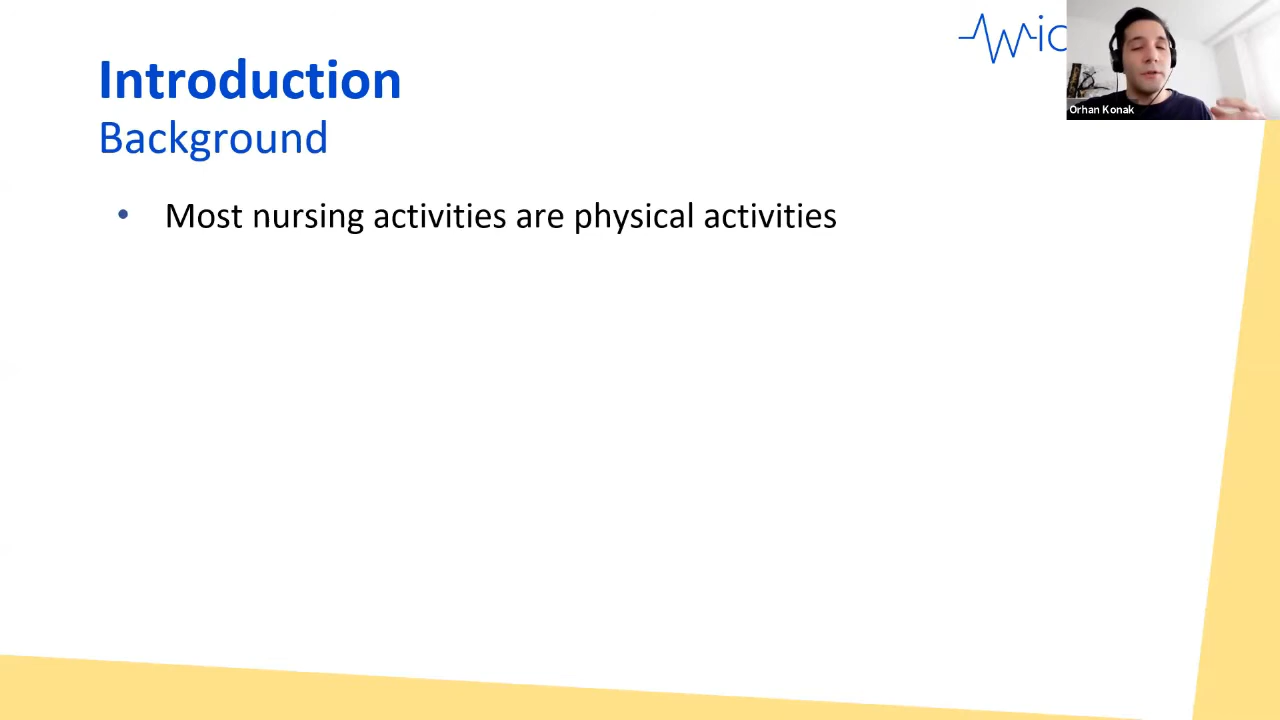 Introduction
Background
• Most nursing activities are physical activities
Orhan Konak